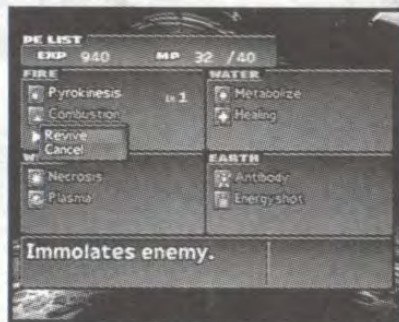 PE LIST
EXP 940 MP 32 /40
FIRE
Pyrokinesis Lv 1
Combustion
Revive
Cancel
WATER
Metabolize
Healing
W
Necrosis
Plasma
EARTH
Antibody
Energyshot
Immolates enemy.